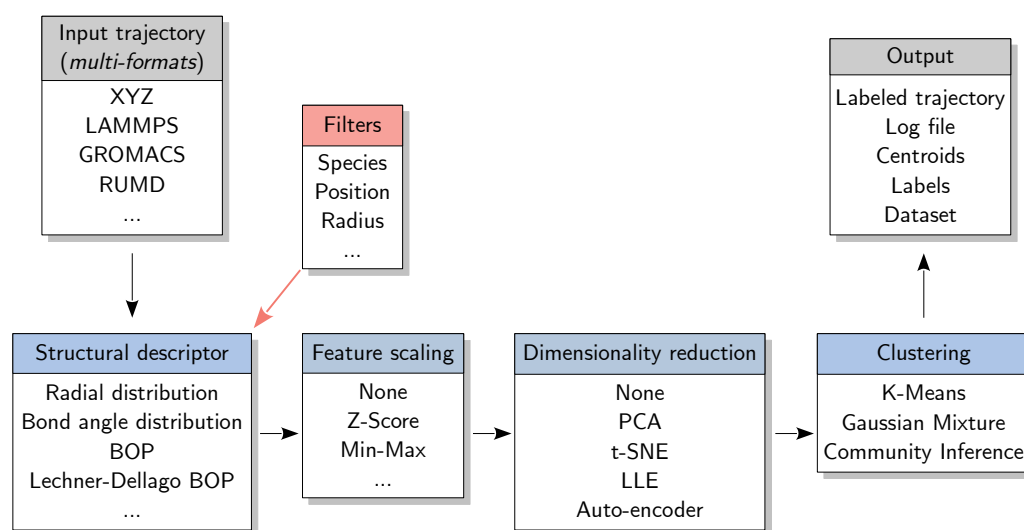 Input trajectory
(multi-formats)
XYZ
LAMMPS
GROMACS
RUMD
...
Filters
Species
Position
Radius
...
Output
Labeled trajectory
Log file
Centroids
Labels
Dataset
Structural descriptor
Radial distribution
Bond angle distribution
BOP
Lechner-Dellago BOP
...
Feature scaling
None
Z-Score
Min-Max
...
Dimensionality reduction
None
PCA
t-SNE
LLE
Auto-encoder
Clustering
K-Means
Gaussian Mixture
Community Inference